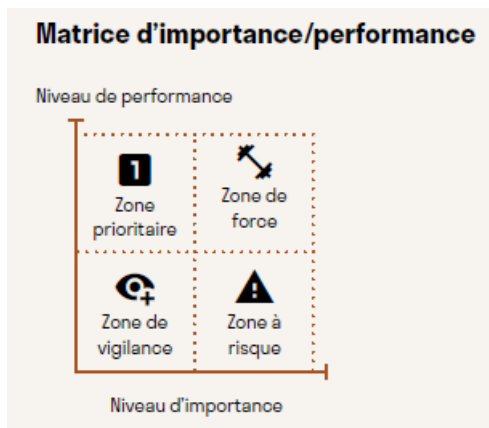 Matrice d’importance/performance
Niveau de performance
1
Zone
prioritaire
Zone de
force
Zone de
vigilance
Zone à
risque
Niveau d’importance